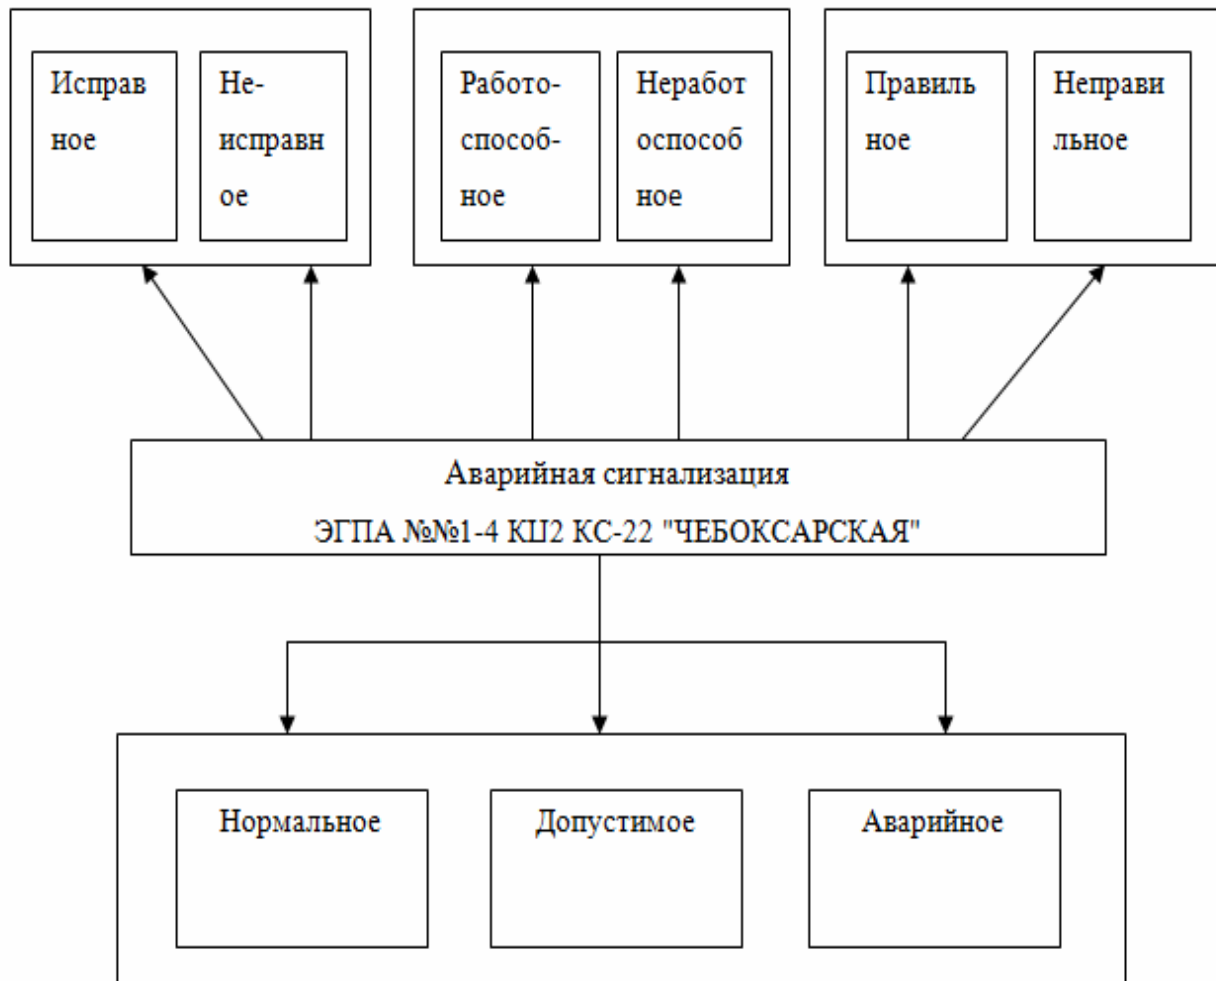 Исправ
ное
Не-
исправн
ое
Работо-
способ-
ное
Неработ
оспособ
ное
Правиль
ное
Неправи
льное
Аварийная сигнализация
ЭГПА №№1-4 КЦ2 КС-22 "ЧЕБОКСАРСКАЯ"
Нормальное
Допустимое
Аварийное